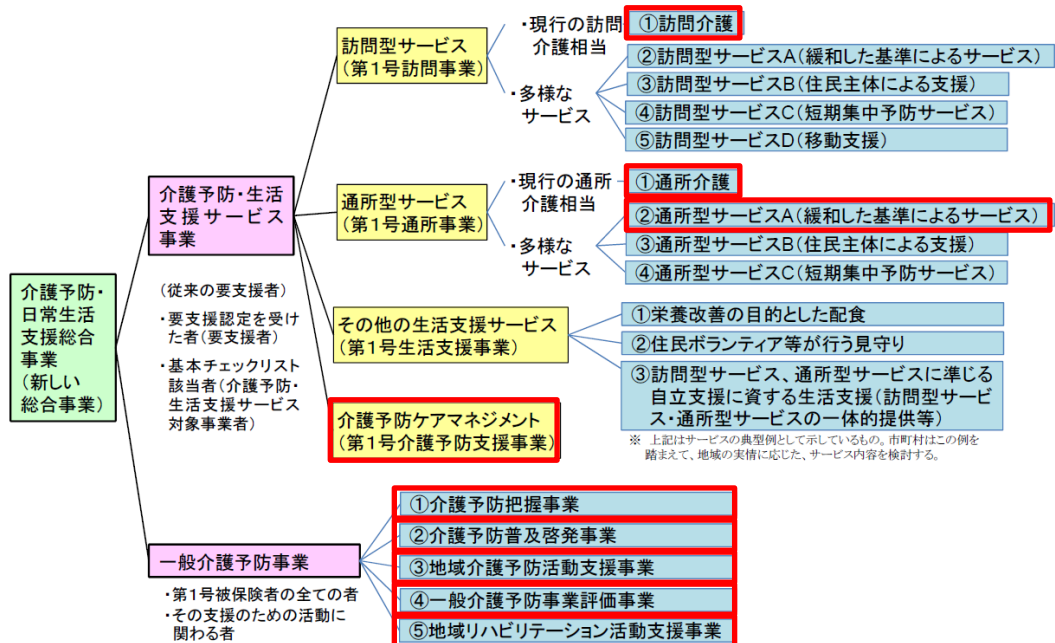 介護予防・
日常生活
支援総合
事業
(新しい
総合事業)
介護予防・生活
支援サービス
事業
(従来の要支援者)
・要支援認定を受け
た者(要支援者)
・基本チェックリスト
該当者(介護予防・
生活支援サービス
対象事業者)
訪問型サービス
(第1号訪問事業)
・現行の訪問
介護相当
①訪問介護
・多様な
サービス
②訪問型サービスA(緩和した基準によるサービス)
③訪問型サービスB(住民主体による支援)
④訪問型サービスC(短期集中予防サービス)
⑤訪問型サービスD(移動支援)
通所型サービス
(第1号通所事業)
・現行の通所
介護相当
①通所介護
・多様な
サービス
②通所型サービスA(緩和した基準によるサービス)
③通所型サービスB(住民主体による支援)
④通所型サービスC(短期集中予防サービス)
その他の生活支援サービス
(第1号生活支援事業)
①栄養改善の目的とした配食
②住民ボランティア等が行う見守り
③訪問型サービス、通所型サービスに準じる
自立支援に資する生活支援(訪問型サービ
ス・通所型サービスの一体的提供等)
※ 上記はサービスの典型例として示しているもの。市町村はこの例を
踏まえて、地域の実情に応じた、サービス内容を検討する。
介護予防ケアマネジメント
(第1号介護予防支援事業)
一般介護予防事業
・第1号被保険者の全ての者
・その支援のための活動に
関わる者
①介護予防把握事業
②介護予防普及啓発事業
③地域介護予防活動支援事業
④一般介護予防事業評価事業
⑤地域リハビリテーション活動支援事業